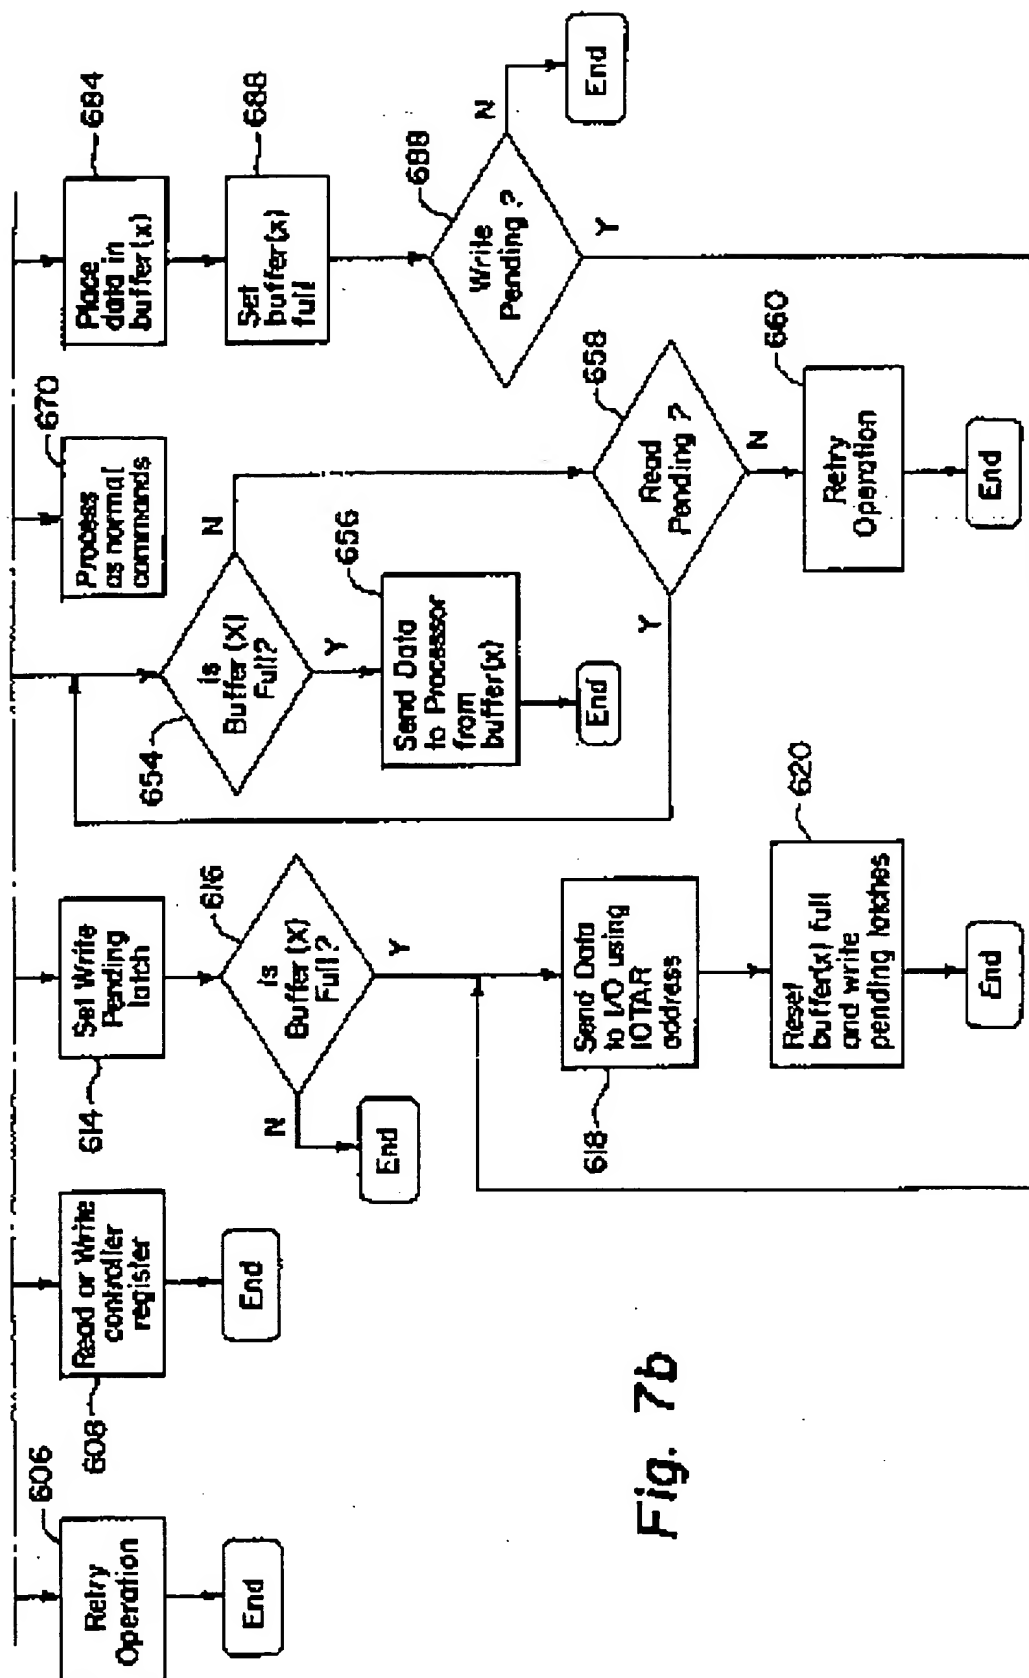 606
Retry
Operation
End
608
Read or Write
controller
register
End
614
Set Write
Pending
latch
616
Is
Buffer (X)
Full?
N
Y
End
618
Send Data
to I/O using
IOTAR
address
620
Reset
buffer(x) full
and write
pending latches
End
654
Is
Buffer (X)
Full?
N
Y
656
Send Data
to Processor
from
buffer(x)
End
658
Read
Pending ?
Y
N
660
Retry
Operation
End
670
Process
as normal
commands
684
Place
data in
buffer(x)
688
Set
buffer(x)
full
688
Write
Pending ?
N
Y
End
Fig. 7b